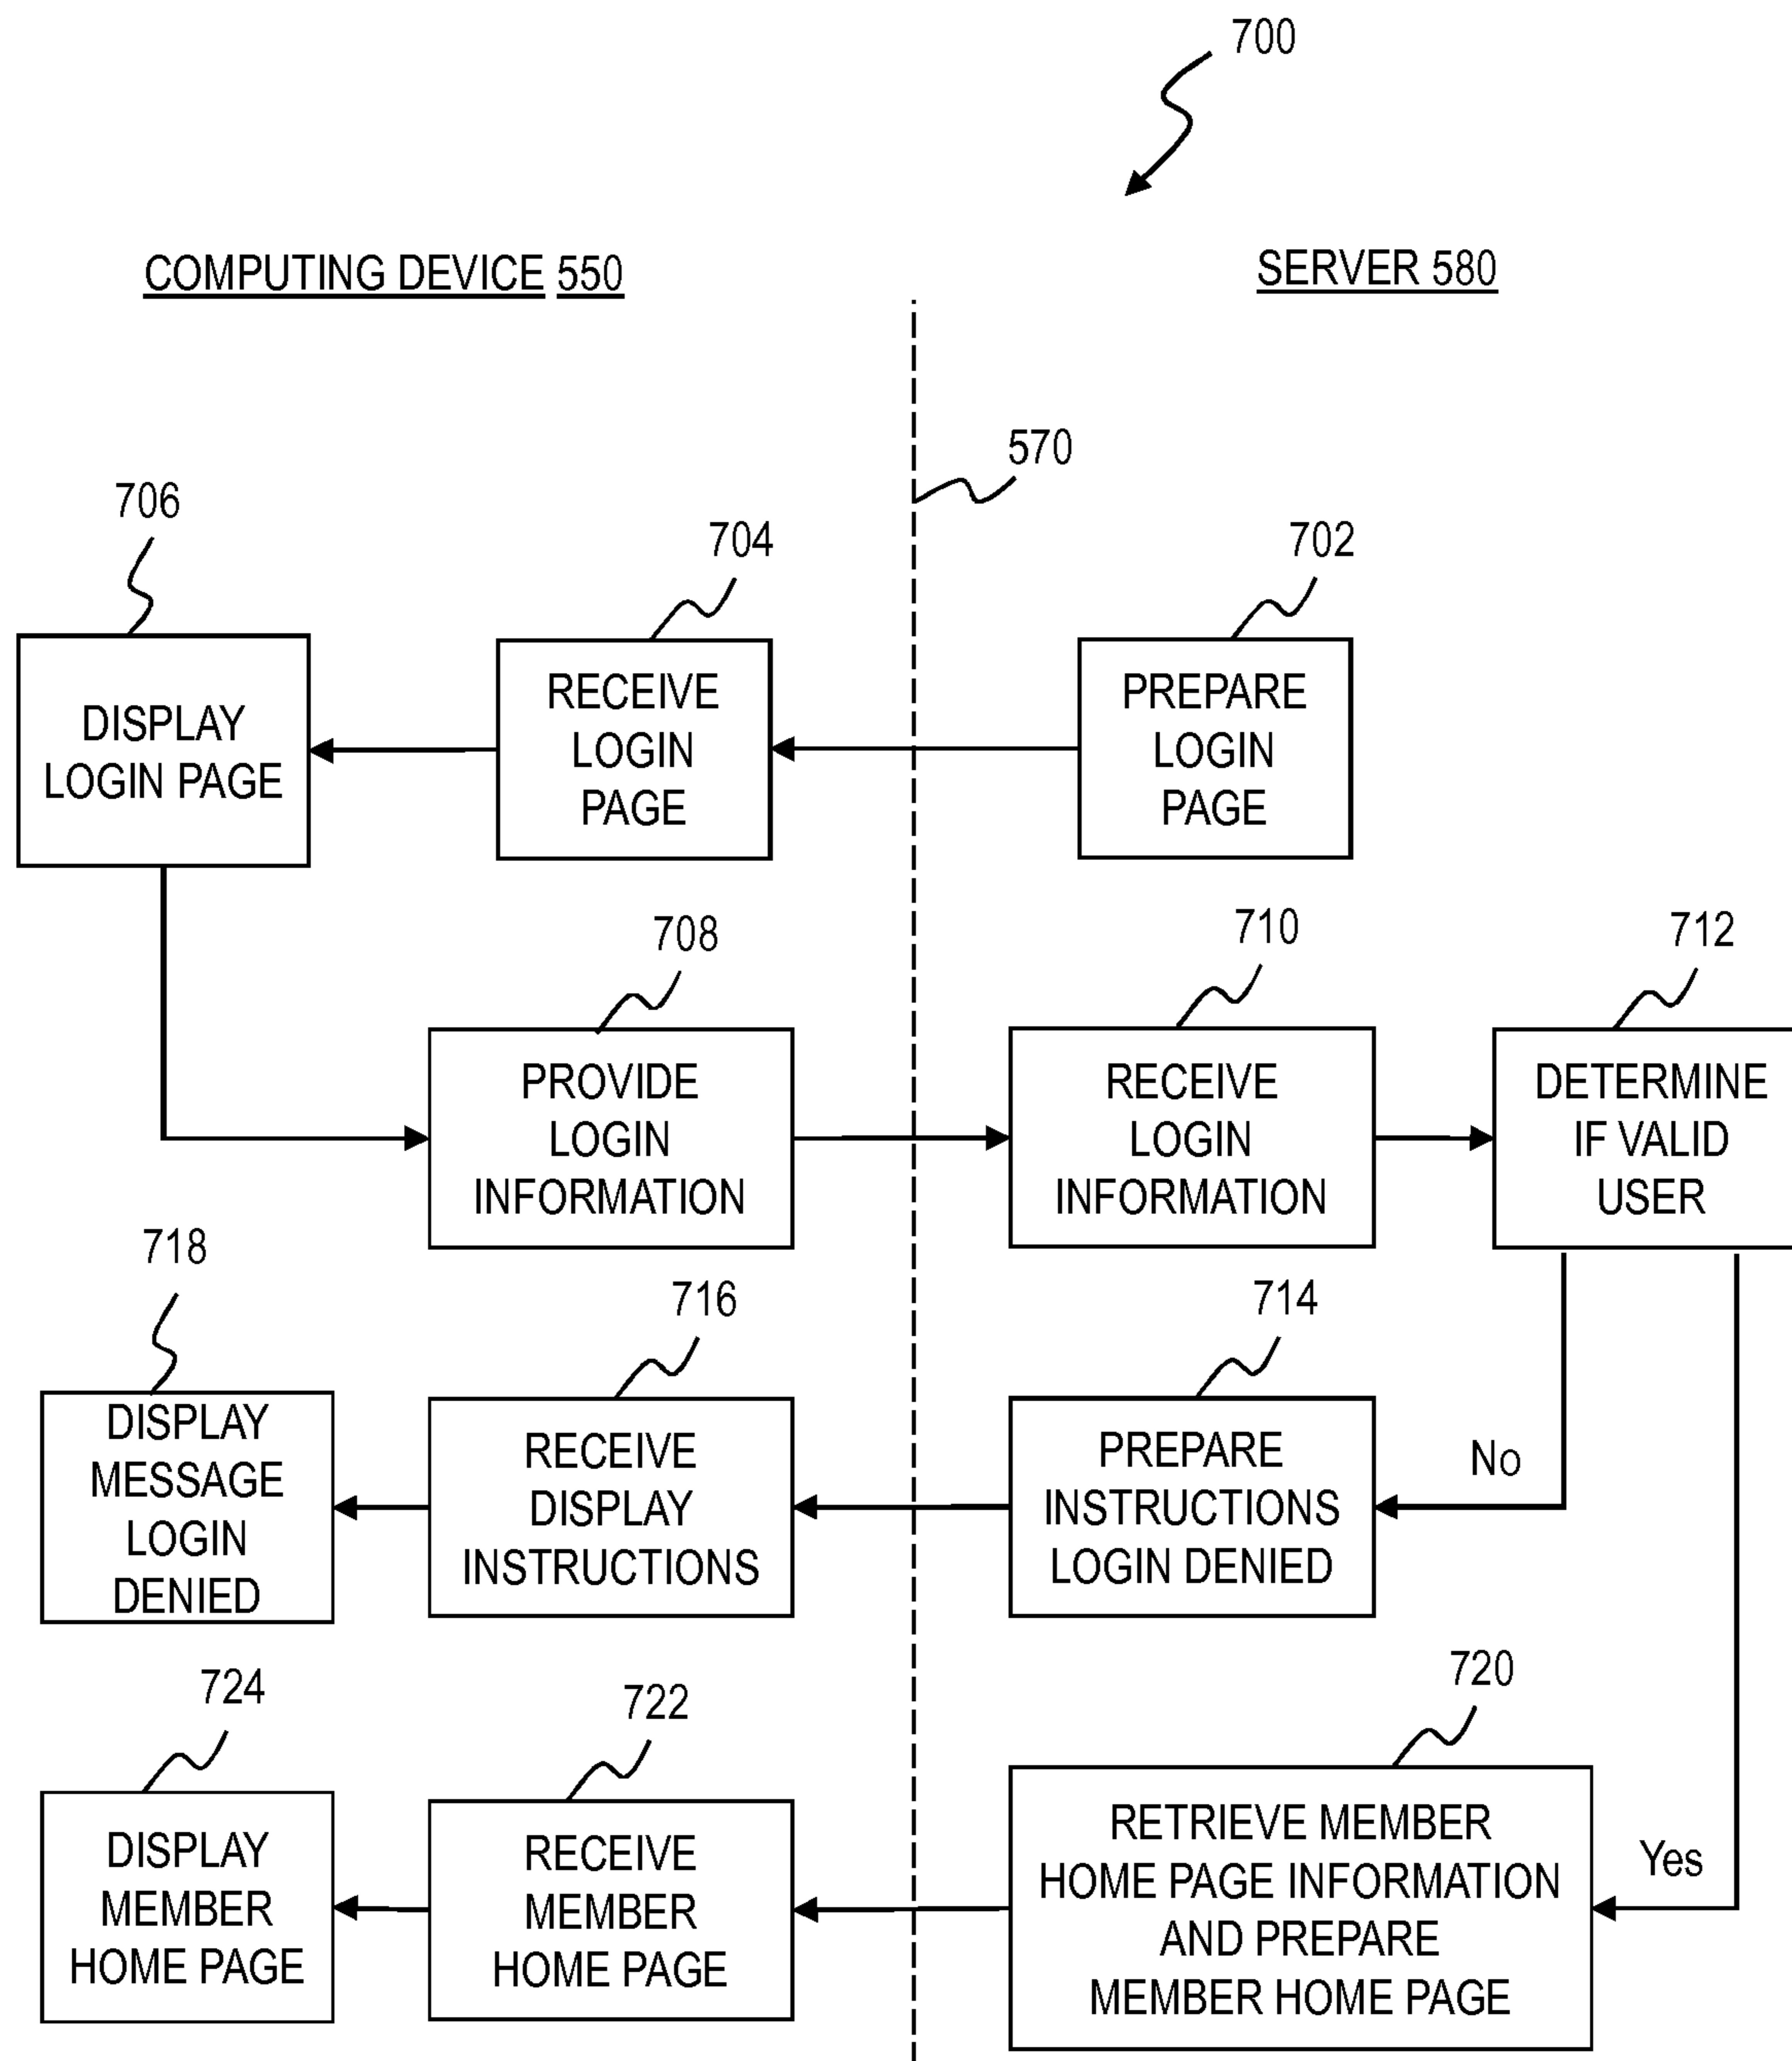 700
COMPUTING DEVICE 550
SERVER 580
570
706
704
702
DISPLAY
LOGIN PAGE
RECEIVE
LOGIN
PAGE
PREPARE
LOGIN
PAGE
708
710
712
PROVIDE
LOGIN
INFORMATION
RECEIVE
LOGIN
INFORMATION
DETERMINE
IF VALID
USER
718
716
714
DISPLAY
MESSAGE
LOGIN
DENIED
RECEIVE
DISPLAY
INSTRUCTIONS
PREPARE
INSTRUCTIONS
LOGIN DENIED
No
724
722
720
DISPLAY
MEMBER
HOME PAGE
RECEIVE
MEMBER
HOME PAGE
RETRIEVE MEMBER
HOME PAGE INFORMATION
AND PREPARE
MEMBER HOME PAGE
Yes